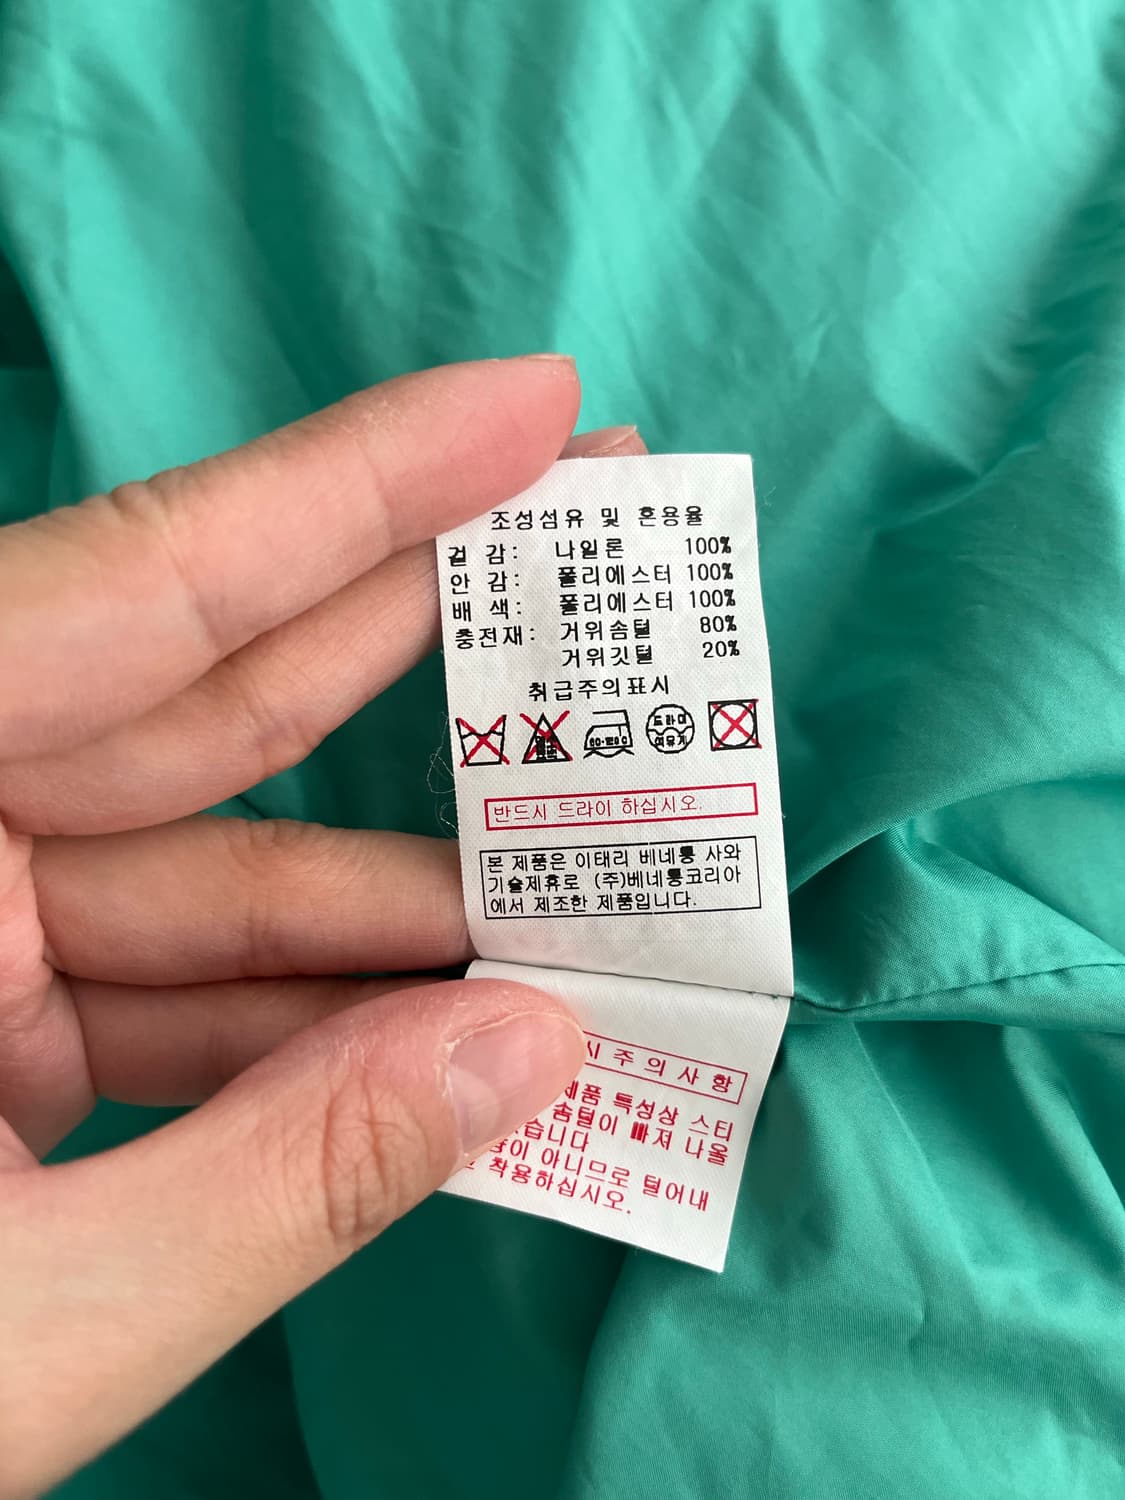 조성섬유 및 혼용율
겉 감: 나일론 100%
안 감: 폴리에스터 100%
배 색: 폴리에스터 100%
충전재: 거위솜털 80%
거위깃털 20%
취급주의표시
80-120℃
드라이
반드시 드라이 하십시오.
본 제품은 이태리 베네통 사와
기술제휴로 (주)베네통코리아
에서 제조한 제품입니다.
시주의사항
제품 특성상 스티
솜털이 빠져 나올
습니다
이 아니므로 털어내
착용하십시오.